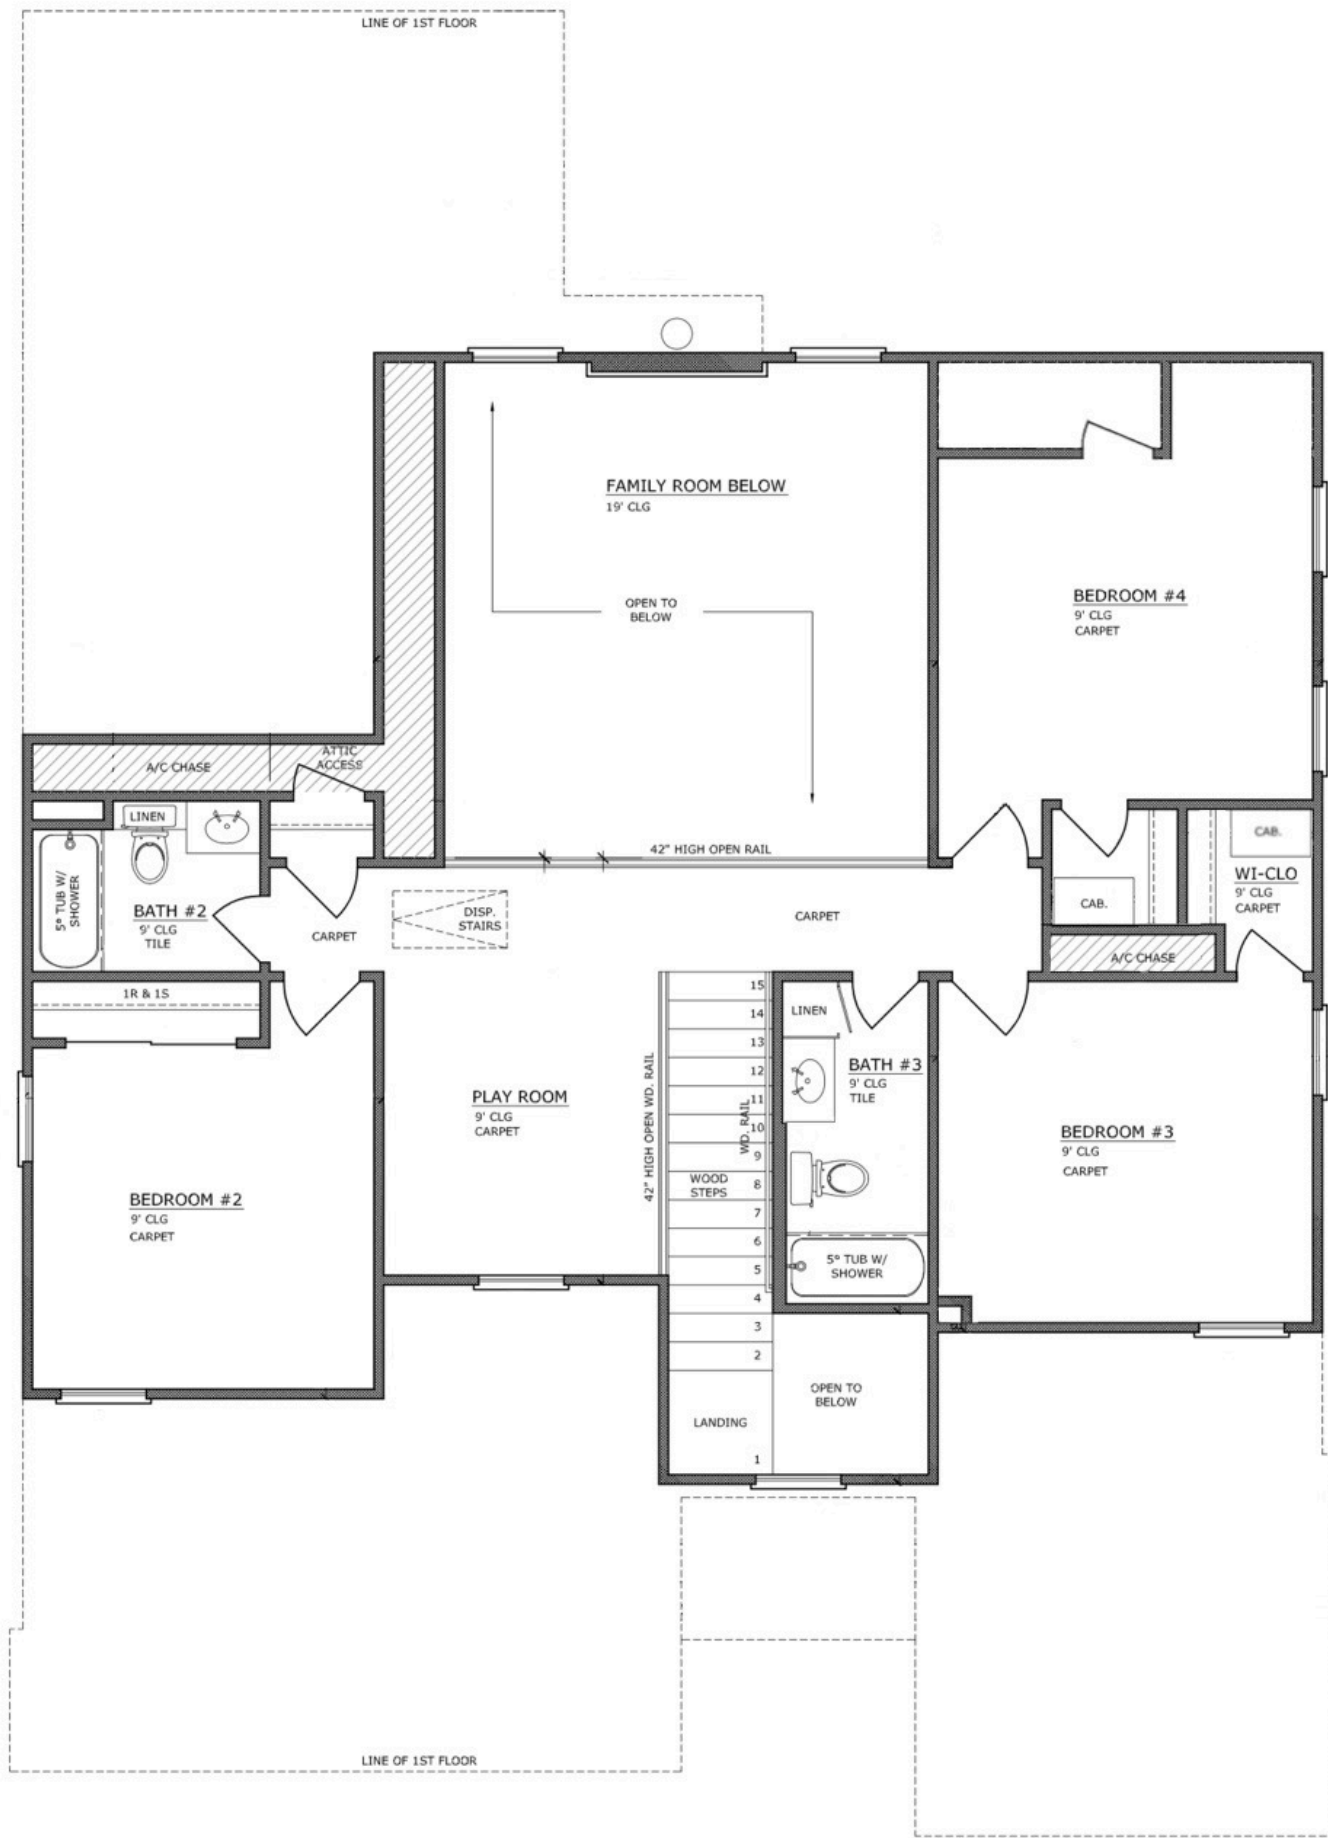 LINE OF 1ST FLOOR
FAMILY ROOM BELOW
19' CLG
OPEN TO
BELOW
BEDROOM #4
9' CLG
CARPET
A/C CHASE
ATTIC
ACCESS
LINEN
5° TUB W/
SHOWER
BATH #2
9' CLG
TILE
42" HIGH OPEN RAIL
CARPET
DISP.
STAIRS
CARPET
CAB.
CAB.
WI-CLO
9' CLG
CARPET
A/C CHASE
1R & 1S
15
14
13
12
11
10
9
8
7
6
5
4
3
2
1
42" HIGH OPEN WD. RAIL
WD. RAIL
WOOD
STEPS
LINEN
BATH #3
9' CLG
TILE
5° TUB W/
SHOWER
PLAY ROOM
9' CLG
CARPET
BEDROOM #3
9' CLG
CARPET
BEDROOM #2
9' CLG
CARPET
OPEN TO
BELOW
LANDING
LINE OF 1ST FLOOR